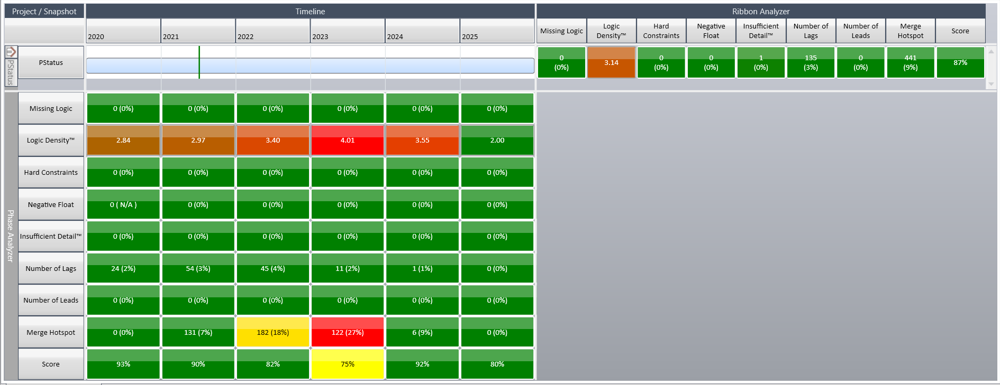 Project / Snapshot
Timeline
Ribbon Analyzer
2020
2021
2022
2023
2024
2025
Missing Logic
Logic
Density™
Hard
Constraints
Negative
Float
Insufficient
Detail™
Number of
Lags
Number of
Leads
Merge
Hotspot
Score
PStatus
PStatus
0
(0%)
3.14
0
(0%)
0
(0%)
1
(0%)
135
(3%)
0
(0%)
441
(9%)
87%
Phase Analyzer
Missing Logic
0 (0%)
0 (0%)
0 (0%)
0 (0%)
0 (0%)
0 (0%)
Logic Density™
2.84
2.97
3.40
4.01
3.55
2.00
Hard Constraints
0 (0%)
0 (0%)
0 (0%)
0 (0%)
0 (0%)
0 (0%)
Negative Float
0 ( N/A )
0 (0%)
0 (0%)
0 (0%)
0 (0%)
0 (0%)
Insufficient Detail™
0 (0%)
0 (0%)
0 (0%)
0 (0%)
0 (0%)
0 (0%)
Number of Lags
24 (2%)
54 (3%)
45 (4%)
11 (2%)
1 (1%)
0 (0%)
Number of Leads
0 (0%)
0 (0%)
0 (0%)
0 (0%)
0 (0%)
0 (0%)
Merge Hotspot
0 (0%)
131 (7%)
182 (18%)
122 (27%)
6 (9%)
0 (0%)
Score
93%
90%
82%
75%
92%
80%